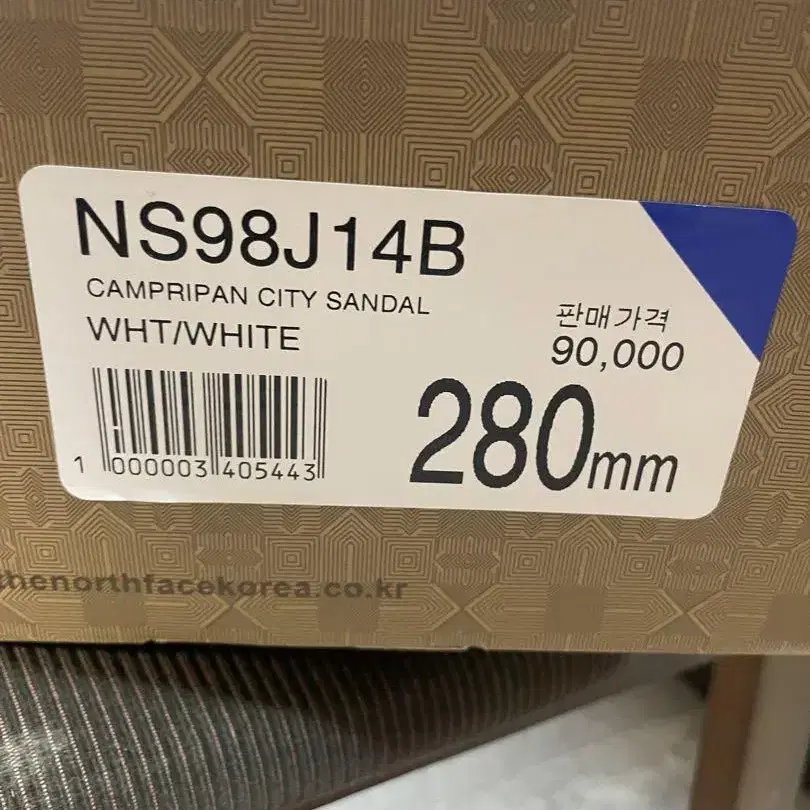 NS98J14B
CAMPRIPAN CITY SANDAL
WHT/WHITE
판매가격
90,000
1 000003 405443
280mm
thenorthfacekorea.co.kr